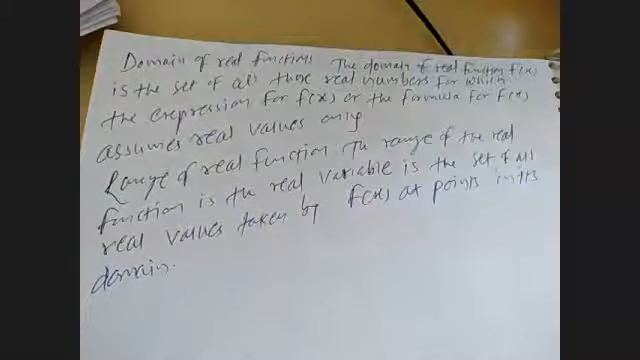 Domain of real functions The domain of real function f(x)
is the set of all those real numbers for which
the expression for f(x) or the formula for f(x)
assumes real values only
Range of real function. The range of the real
function is the real variable is the set of all
real values taken by f(x) at points in its
domain.